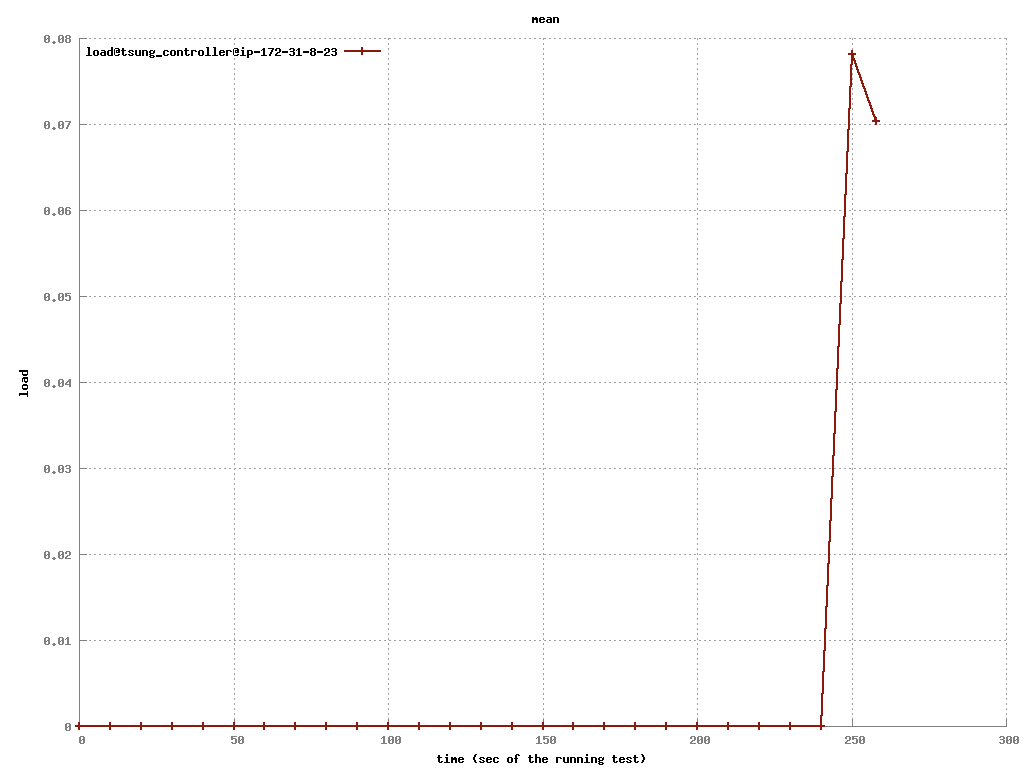 mean
0.08
load@tsung_controller@ip-172-31-8-23
0.07
0.06
0.05
load
0.04
0.03
0.02
0.01
0
0 50 100 150 200 250 300
time (sec of the running test)